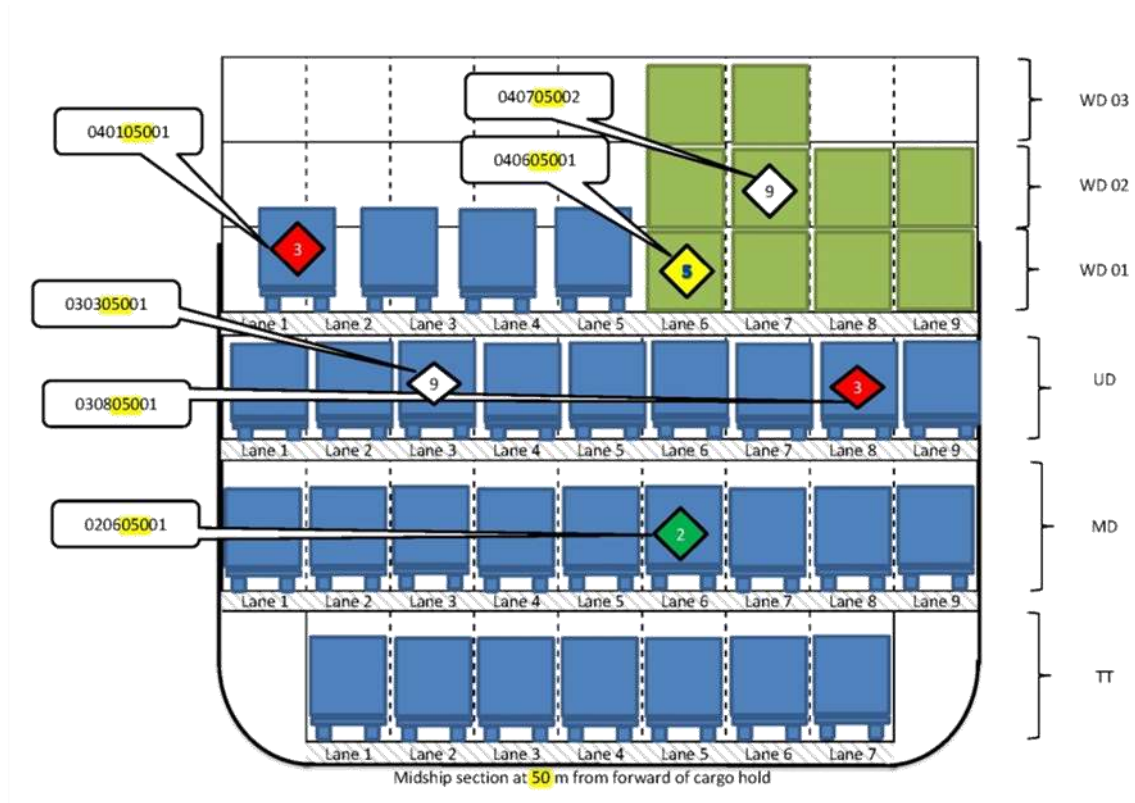 WD 03
040705002
040105001
9
040605001
WD 02
3
5
WD 01
030305001
Lane 1 Lane 2 Lane 3 Lane 4 Lane 5 Lane 6 Lane 7 Lane 8 Lane 9
9
3
UD
030805001
Lane 1 Lane 2 Lane 3 Lane 4 Lane 5 Lane 6 Lane 7 Lane 8 Lane 9
020605001
2
MD
Lane 1 Lane 2 Lane 3 Lane 4 Lane 5 Lane 6 Lane 7 Lane 8 Lane 9
TT
Lane 1 Lane 2 Lane 3 Lane 4 Lane 5 Lane 6 Lane 7
Midship section at 50 m from forward of cargo hold